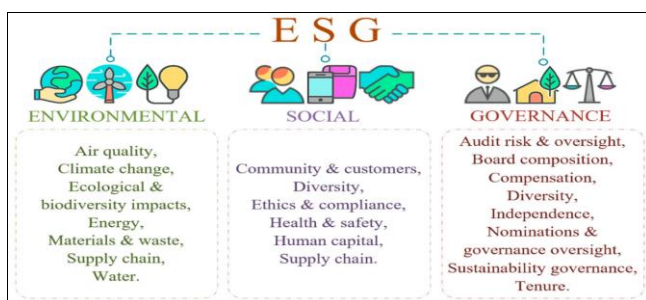 E S G
ENVIRONMENTAL
Air quality,
Climate change,
Ecological &
biodiversity impacts,
Energy,
Materials & waste,
Supply chain,
Water.
SOCIAL
Community & customers,
Diversity,
Ethics & compliance,
Health & safety,
Human capital,
Supply chain.
GOVERNANCE
Audit risk & oversight,
Board composition,
Compensation,
Diversity,
Independence,
Nominations &
governance oversight,
Sustainability governance,
Tenure.